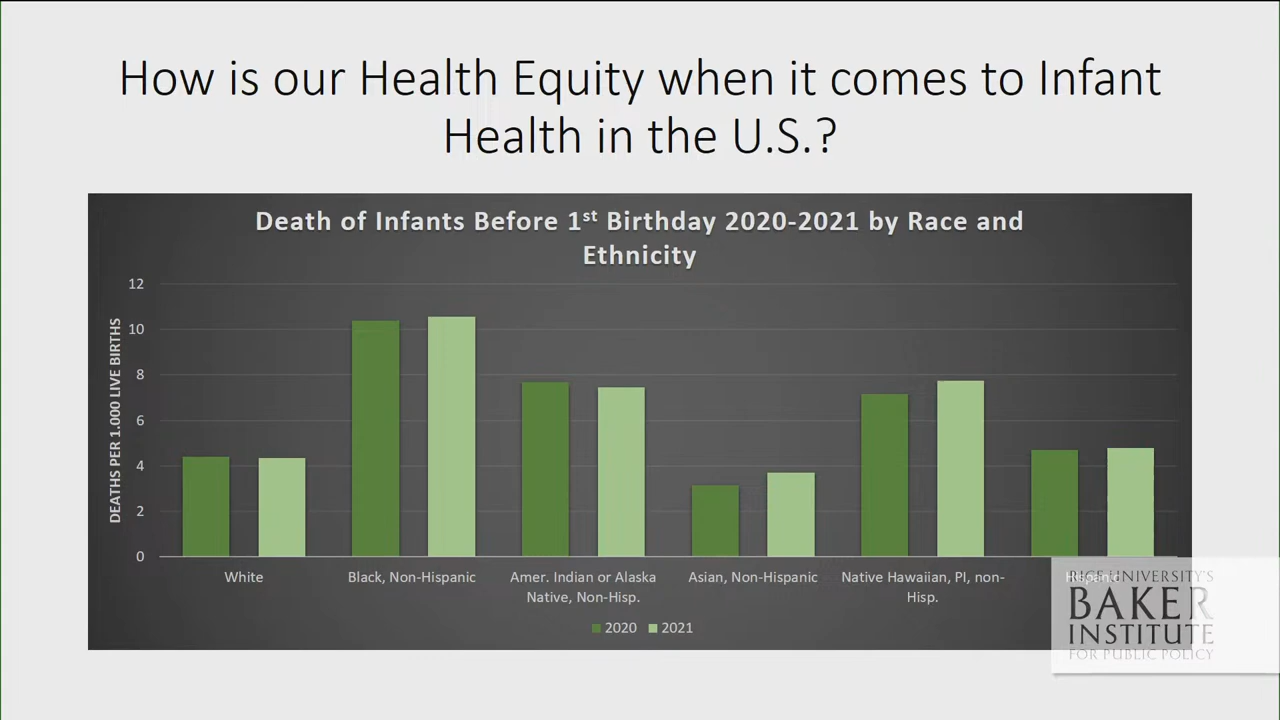 How is our Health Equity when it comes to Infant
Health in the U.S.?
Death of Infants Before 1st Birthday 2020-2021 by Race and
Ethnicity
DEATHS PER 1.000 LIVE BIRTHS
12
10
8
6
4
2
0
White
Black, Non-Hispanic
Amer. Indian or Alaska
Native, Non-Hisp.
Asian, Non-Hispanic
Native Hawaiian, PI, non-
Hisp.
Hispanic
2020
2021
RICE UNIVERSITY'S
BAKER
INSTITUTE
FOR PUBLIC POLICY